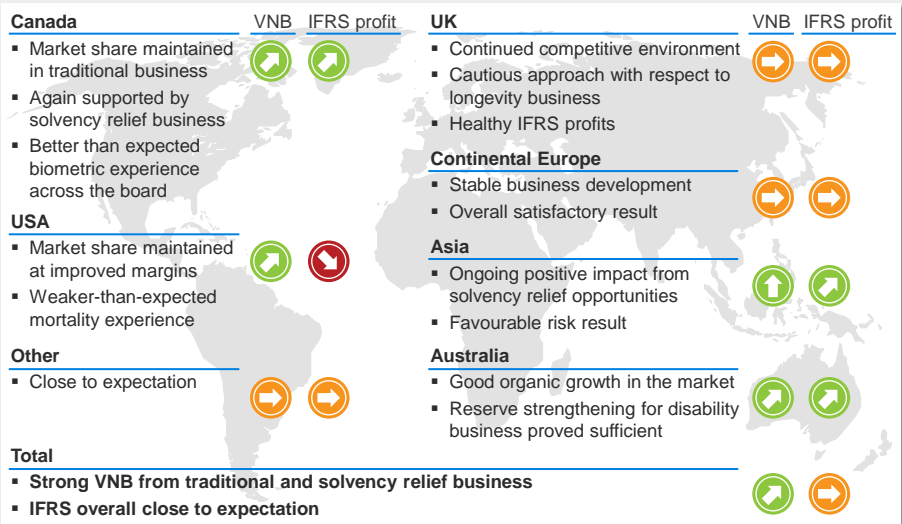 Canada VNB IFRS profit
▪ Market share maintained
in traditional business
▪ Again supported by
solvency relief business
▪ Better than expected
biometric experience
across the board
USA
▪ Market share maintained
at improved margins
▪ Weaker-than-expected
mortality experience
Other
▪ Close to expectation
UK VNB IFRS profit
▪ Continued competitive environment
▪ Cautious approach with respect to
longevity business
▪ Healthy IFRS profits
Continental Europe
▪ Stable business development
▪ Overall satisfactory result
Asia
▪ Ongoing positive impact from
solvency relief opportunities
▪ Favourable risk result
Australia
▪ Good organic growth in the market
▪ Reserve strengthening for disability
business proved sufficient
Total
▪ Strong VNB from traditional and solvency relief business
▪ IFRS overall close to expectation